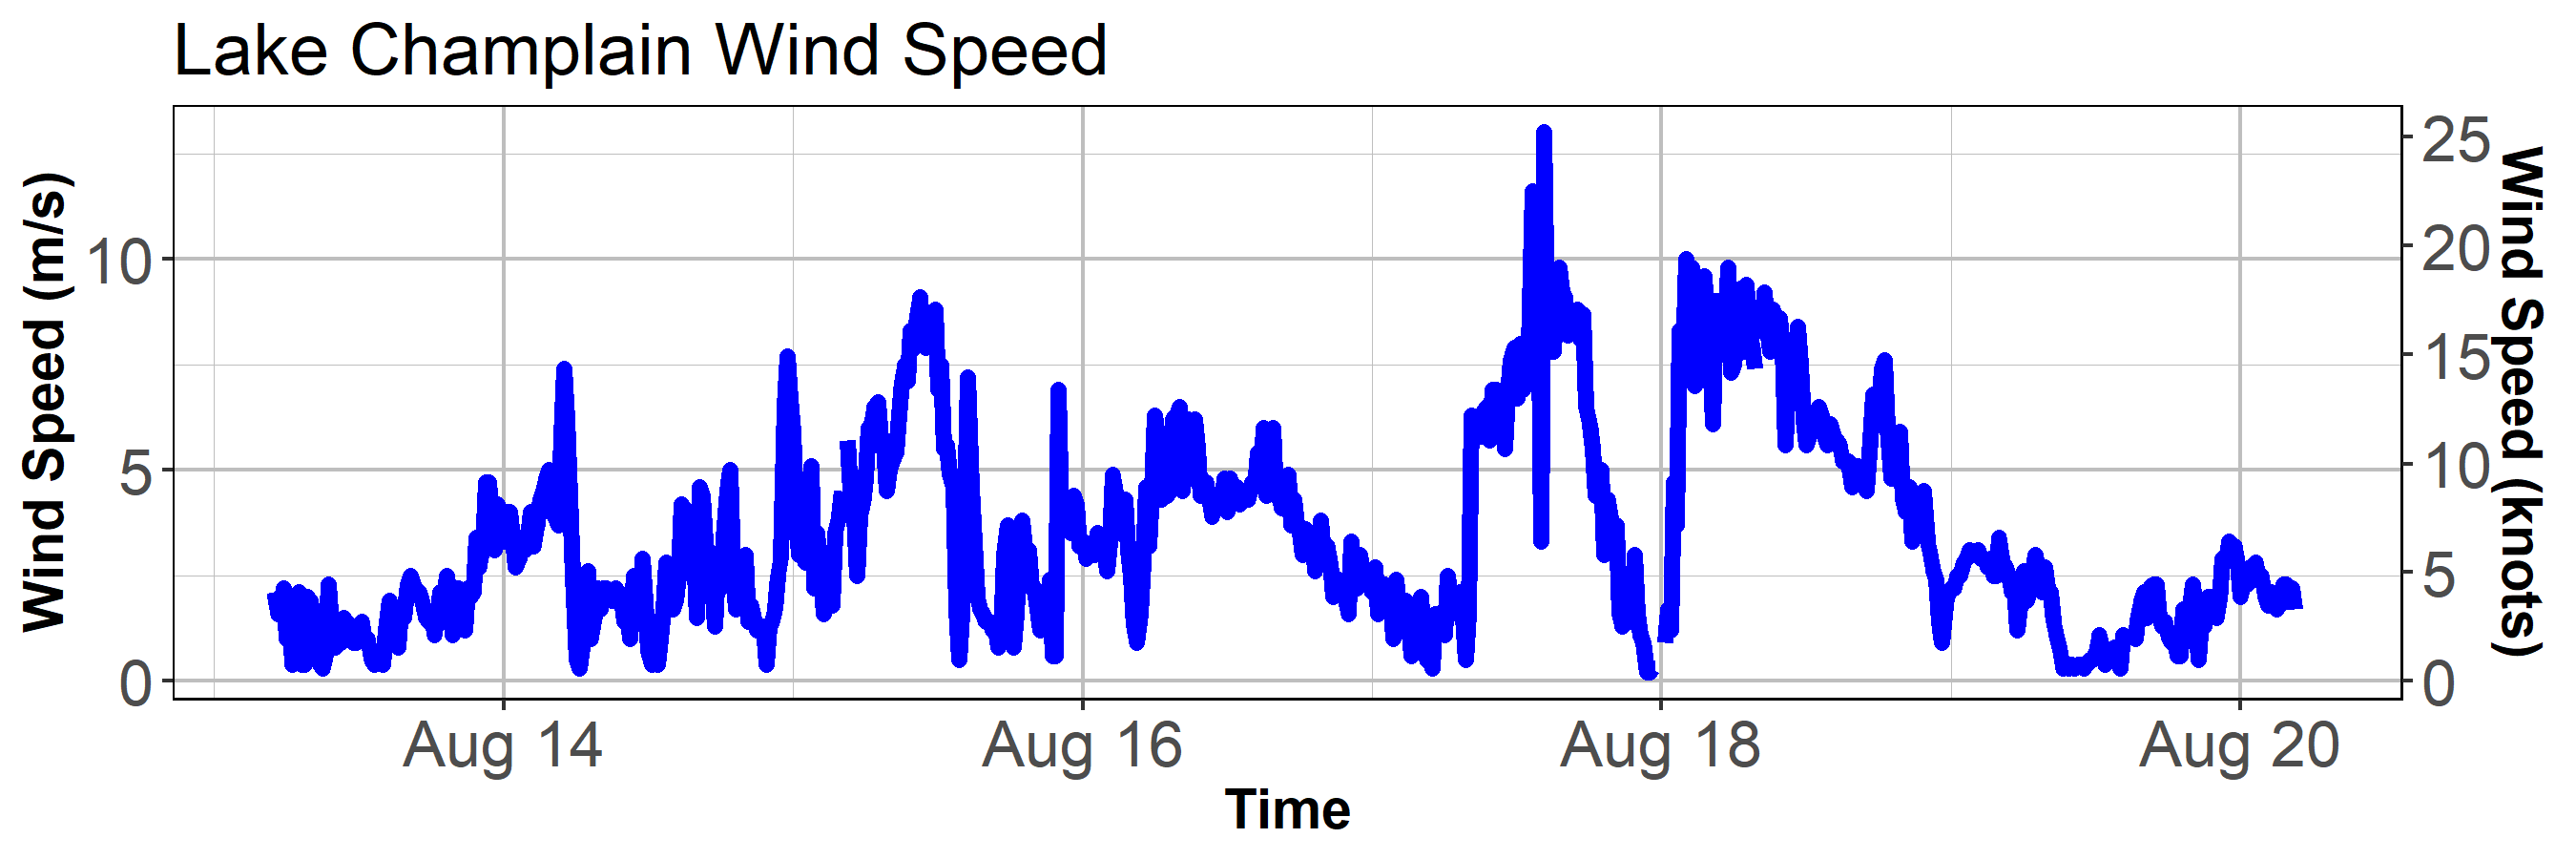 Lake Champlain Wind Speed
Wind Speed (m/s)
10
5
0
25
20
15
10
5
0
Wind Speed (knots)
Aug 14
Aug 16
Aug 18
Aug 20
Time